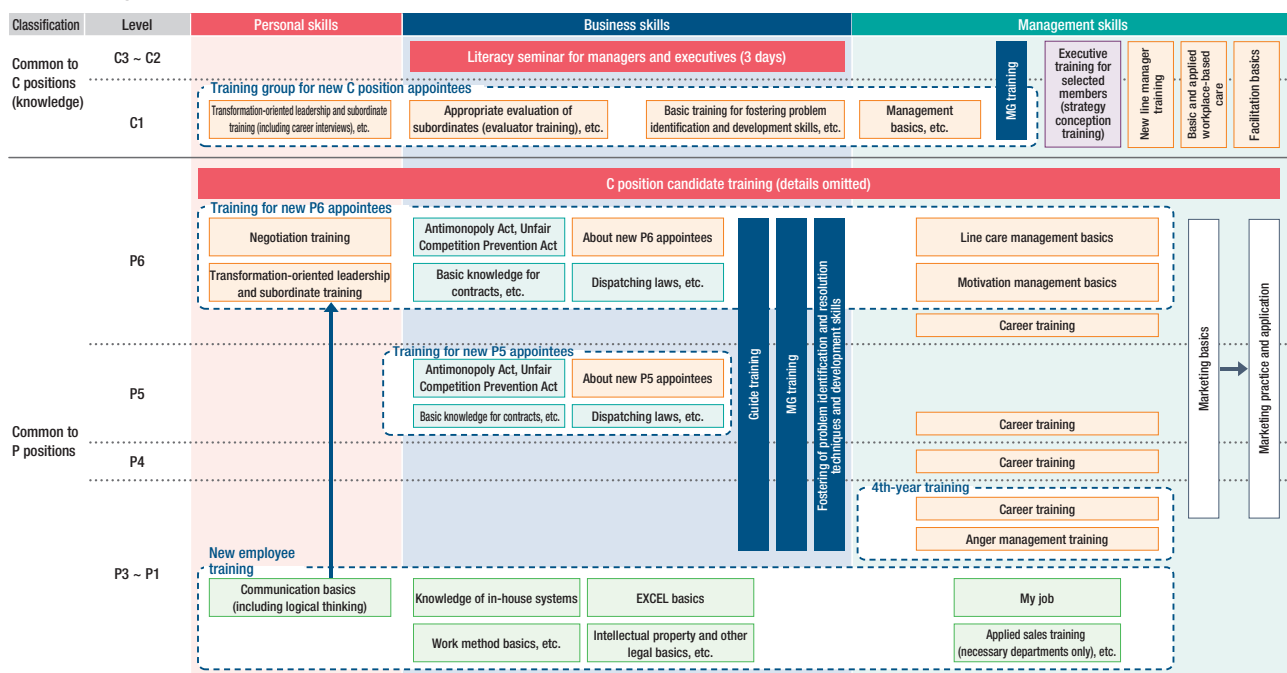 Classification
Level
Personal skills
Business skills
Management skills
Common to
C positions
(knowledge)
C3 ~ C2
Literacy seminar for managers and executives (3 days)
C1
Training group for new C position appointees
Transformation-oriented leadership and subordinate
training (including career interviews), etc.
Appropriate evaluation of
subordinates (evaluator training), etc.
Basic training for fostering problem
identification and development skills, etc.
Management
basics, etc.
MG training
Executive
training for
selected
members
(strategy
conception
training)
New line manager
training
Basic and applied
workplace-based
care
Facilitation basics
C position candidate training (details omitted)
Common to
P positions
P6
Training for new P6 appointees
Negotiation training
Transformation-oriented leadership
and subordinate training
Antimonopoly Act, Unfair
Competition Prevention Act
About new P6 appointees
Basic knowledge for
contracts, etc.
Dispatching laws, etc.
Line care management basics
Motivation management basics
Career training
P5
Training for new P5 appointees
Antimonopoly Act, Unfair
Competition Prevention Act
About new P5 appointees
Basic knowledge for contracts, etc.
Dispatching laws, etc.
Guide training
MG training
Fostering of problem identification and resolution
techniques and development skills
Career training
Marketing basics
Marketing practice and application
P4
Career training
P3 ~ P1
4th-year training
Career training
Anger management training
New employee
training
Communication basics
(including logical thinking)
Knowledge of in-house systems
EXCEL basics
My job
Work method basics, etc.
Intellectual property and other
legal basics, etc.
Applied sales training
(necessary departments only), etc.